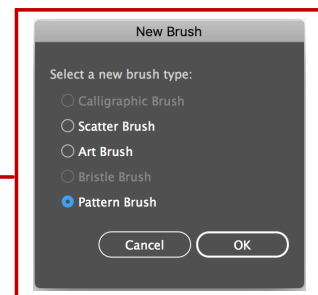 New Brush
Select a new brush type:
Calligraphic Brush
Scatter Brush
Art Brush
Bristle Brush
Pattern Brush
Cancel OK